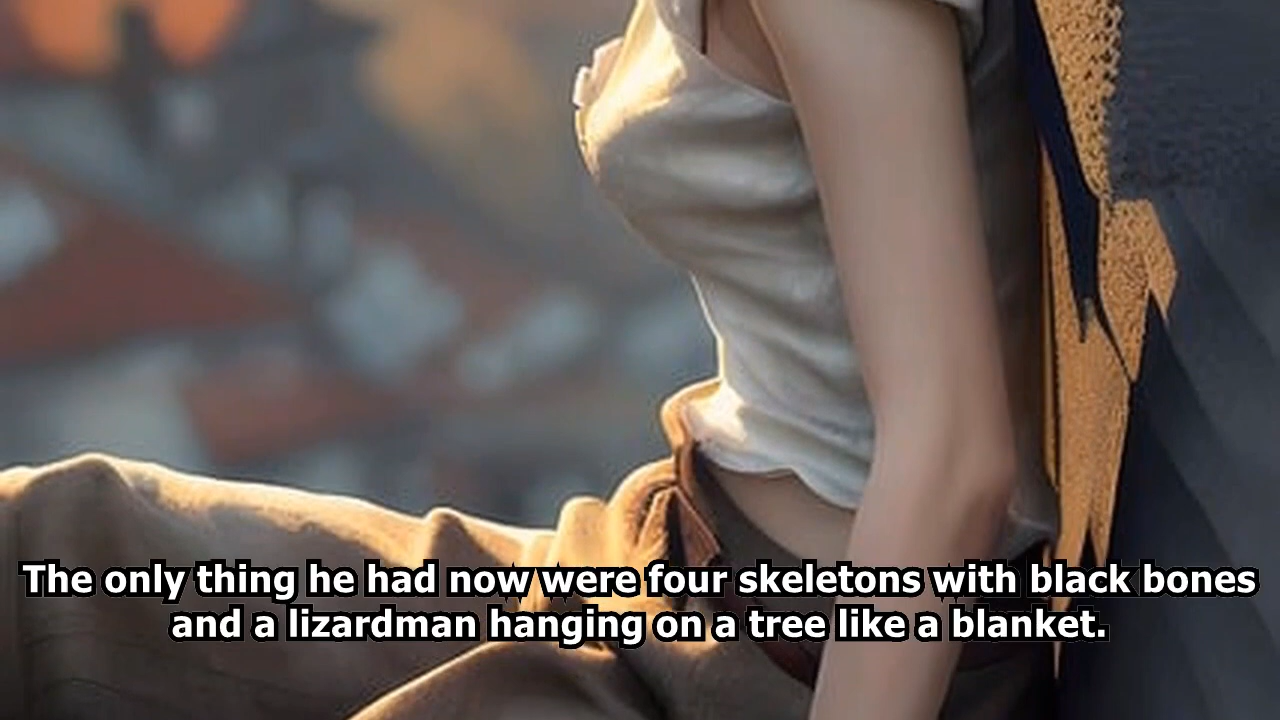 The only thing he had now were four skeletons with black bones
and a lizardman hanging on a tree like a blanket.